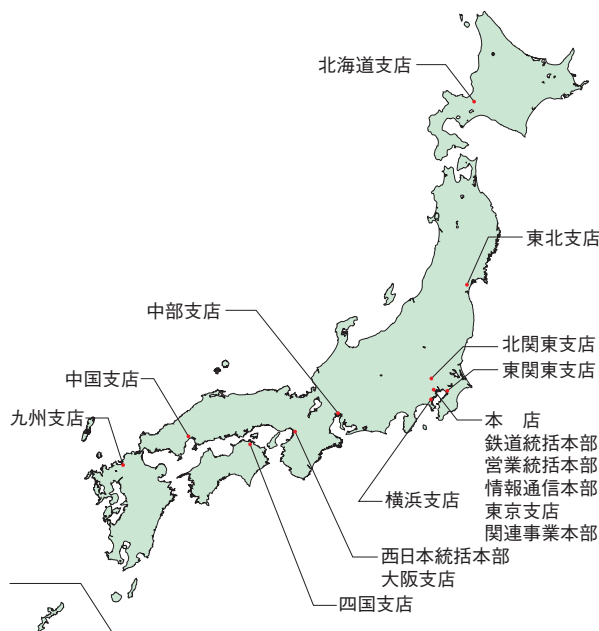 北海道支店
東北支店
中部支店
北関東支店
東関東支店
中国支店
九州支店
本　店
鉄道統括本部
営業統括本部
情報通信本部
東京支店
関連事業本部
横浜支店
西日本統括本部
大阪支店
四国支店